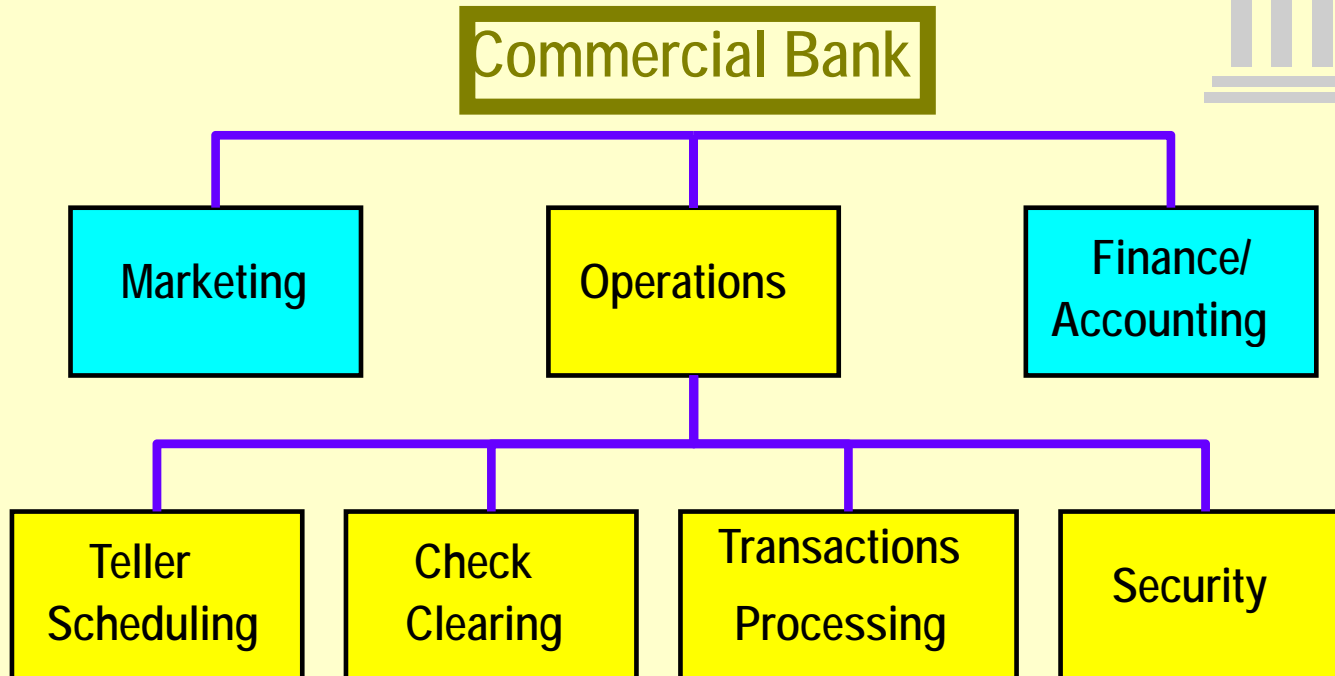 Commercial Bank
Marketing
Operations
Finance/
Accounting
Teller
Scheduling
Check
Clearing
Transactions
Processing
Security